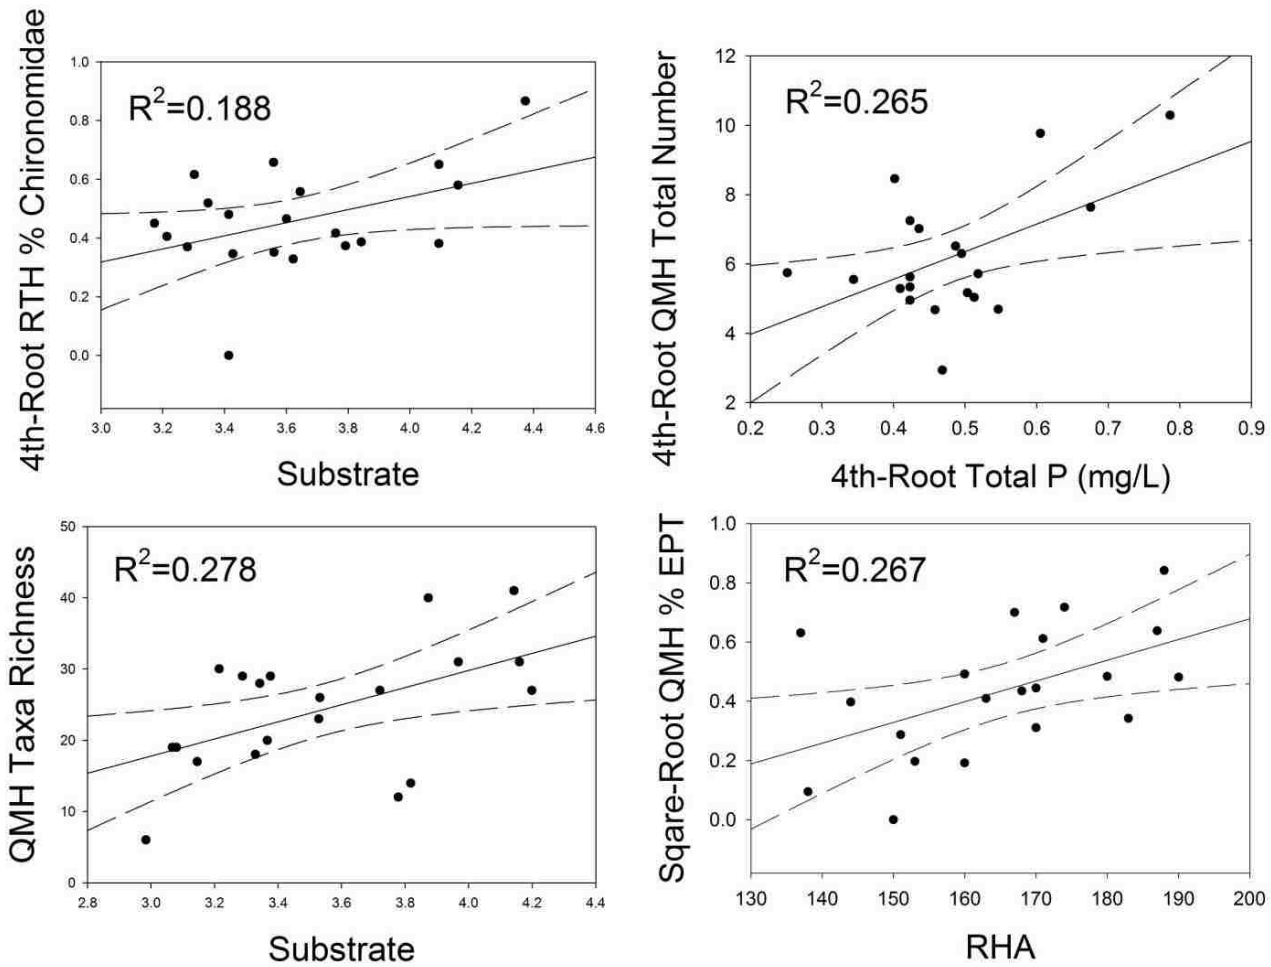 4th-Root RTH % Chironomidae
R²=0.188
1.0
0.8
0.6
0.4
0.2
0.0
3.0 3.2 3.4 3.6 3.8 4.0 4.2 4.4 4.6
Substrate
4th-Root QMH Total Number
R²=0.265
12
10
8
6
4
2
0.2 0.3 0.4 0.5 0.6 0.7 0.8 0.9
4th-Root Total P (mg/L)
QMH Taxa Richness
R²=0.278
50
40
30
20
10
0
2.8 3.0 3.2 3.4 3.6 3.8 4.0 4.2 4.4
Substrate
Sqare-Root QMH % EPT
R²=0.267
1.0
0.8
0.6
0.4
0.2
0.0
130 140 150 160 170 180 190 200
RHA